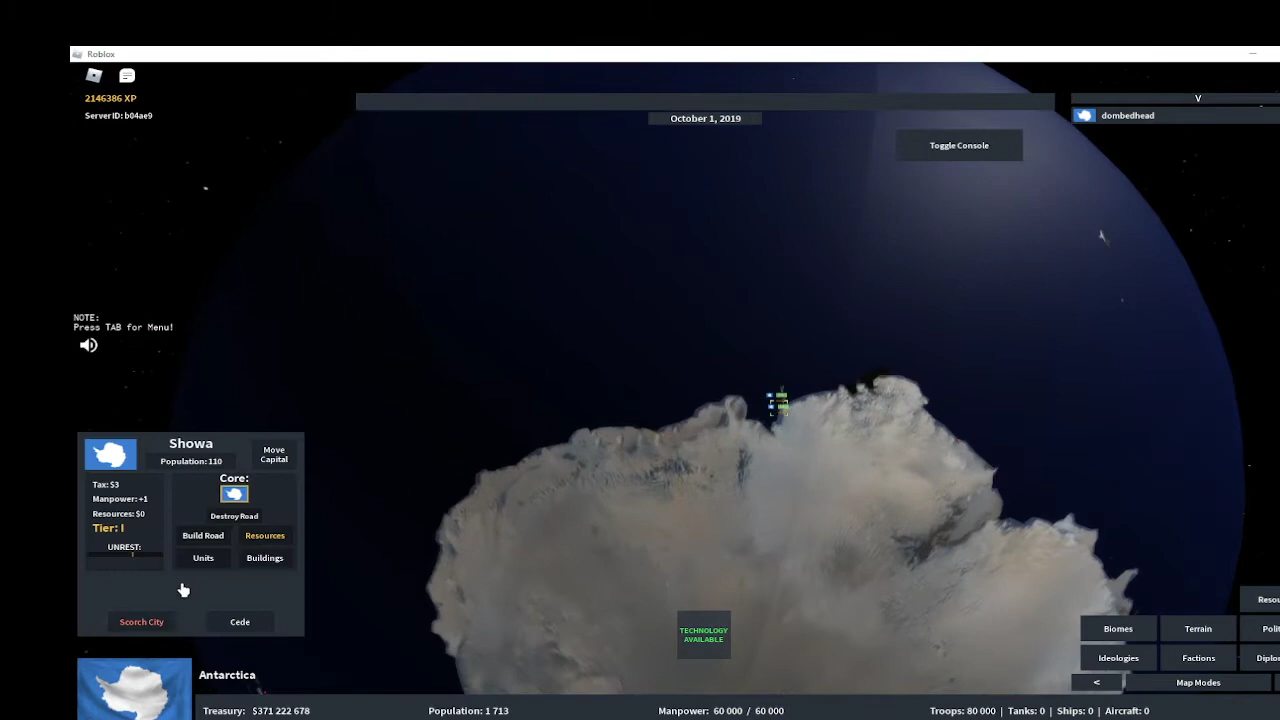 Roblox
2146386 XP
ServerID: b04ae9
October 1, 2019
V
dombedhead
Toggle Console
NOTE:
Press TAB for Menu!
Showa
Population: 110
Move
Capital
Tax: $3
Manpower: +1
Resources: $0
Tier: I
UNREST:
Core:
Destroy Road
Build Road
Resources
Units
Buildings
Scorch City
Cede
TECHNOLOGY
AVAILABLE
Biomes
Terrain
Ideologies
Factions
<
Map Modes
Antarctica
Treasury: $371 222 678
Population: 1 713
Manpower: 60 000 / 60 000
Troops: 80 000 | Tanks: 0 | Ships: 0 | Aircraft: 0